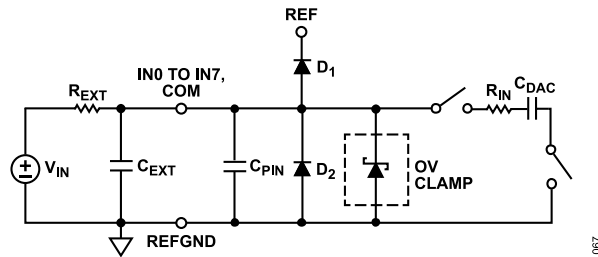 REF
D1
IN0 TO IN7,
COM
REXT
RIN
CDAC
VIN
CEXT
CPIN
D2
OV
CLAMP
REFGND
067